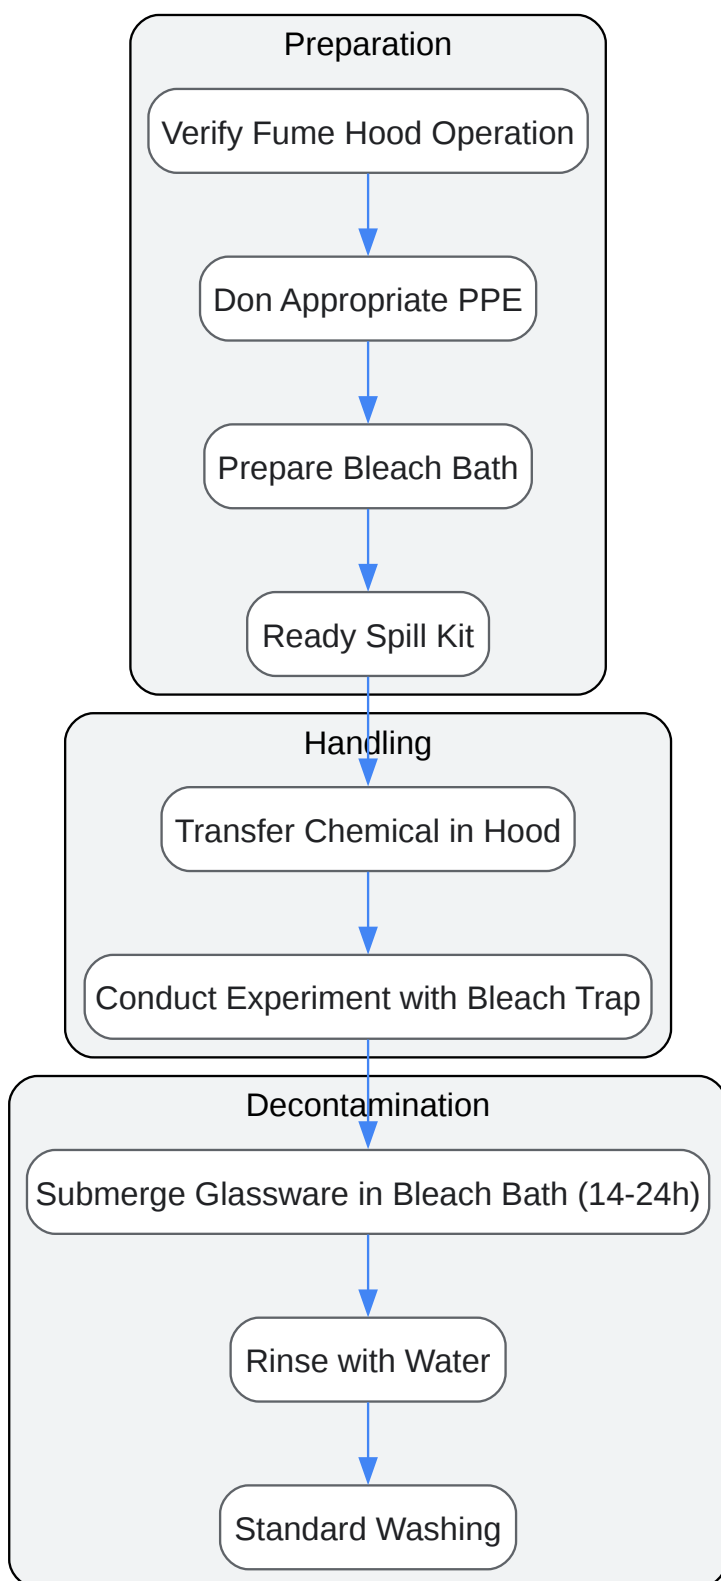 Preparation
Verify Fume Hood Operation
Don Appropriate PPE
Prepare Bleach Bath
Ready Spill Kit
Handling
Transfer Chemical in Hood
Conduct Experiment with Bleach Trap
Decontamination
Submerge Glassware in Bleach Bath (14-24h)
Rinse with Water
Standard Washing